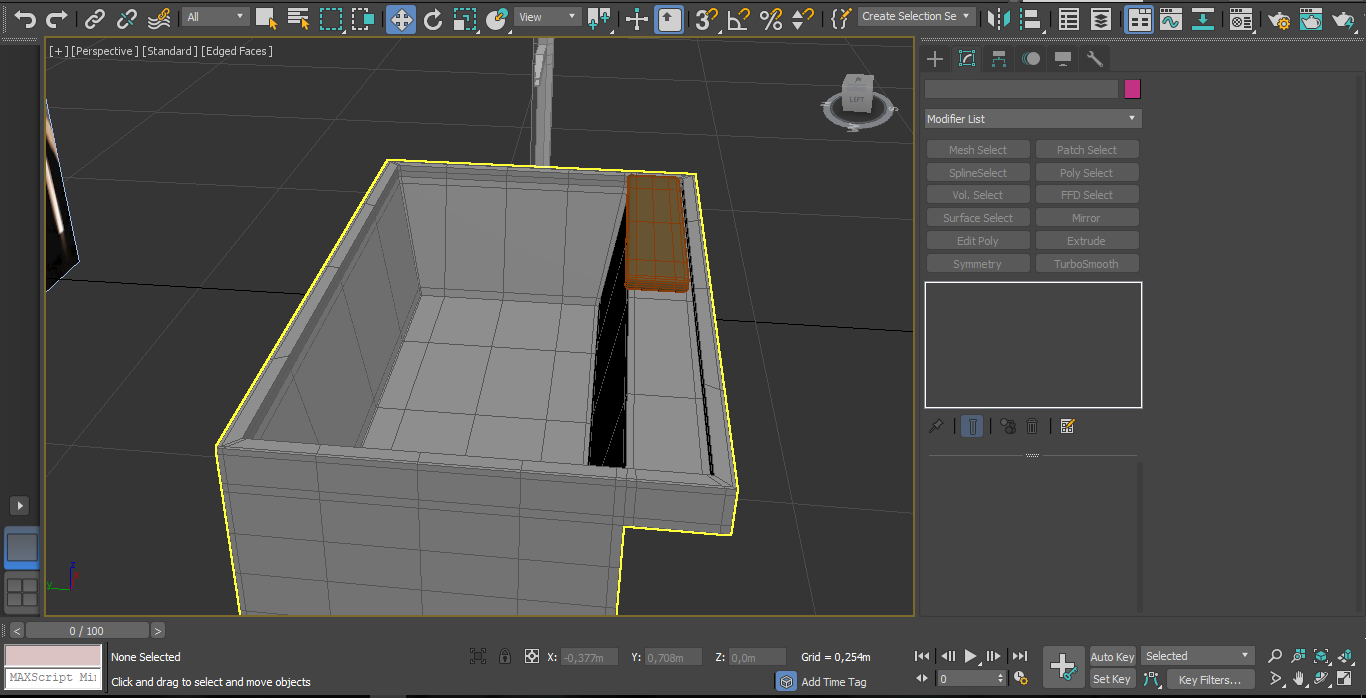 All
View
3
Create Selection Se
[+][Perspective][Standard][Edged Faces]
LEFT
Modifier List
Mesh Select
Patch Select
SplineSelect
Poly Select
Vol. Select
FFD Select
Surface Select
Mirror
Edit Poly
Extrude
Symmetry
TurboSmooth
z
y
< 0 / 100 >
None Selected
X: -0,377m Y: 0,708m Z: 0,0m Grid = 0,254m
Auto Key
Selected
MAXScript Mi
Click and drag to select and move objects
Add Time Tag
0
Set Key
Key Filters...